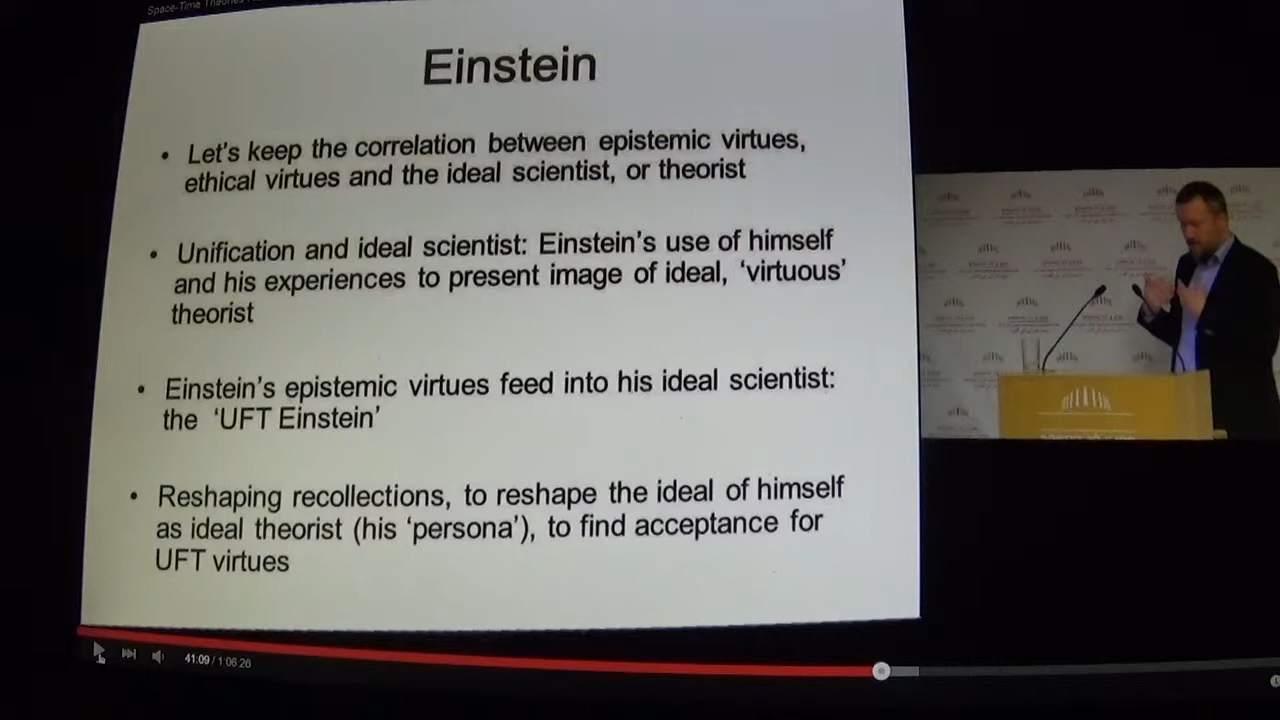 Space-Time Theories
Einstein
• Let's keep the correlation between epistemic virtues,
ethical virtues and the ideal scientist, or theorist
• Unification and ideal scientist: Einstein's use of himself
and his experiences to present image of ideal, 'virtuous'
theorist
• Einstein's epistemic virtues feed into his ideal scientist:
the 'UFT Einstein'
• Reshaping recollections, to reshape the ideal of himself
as ideal theorist (his 'persona'), to find acceptance for
UFT virtues
41:09 / 1:06:26